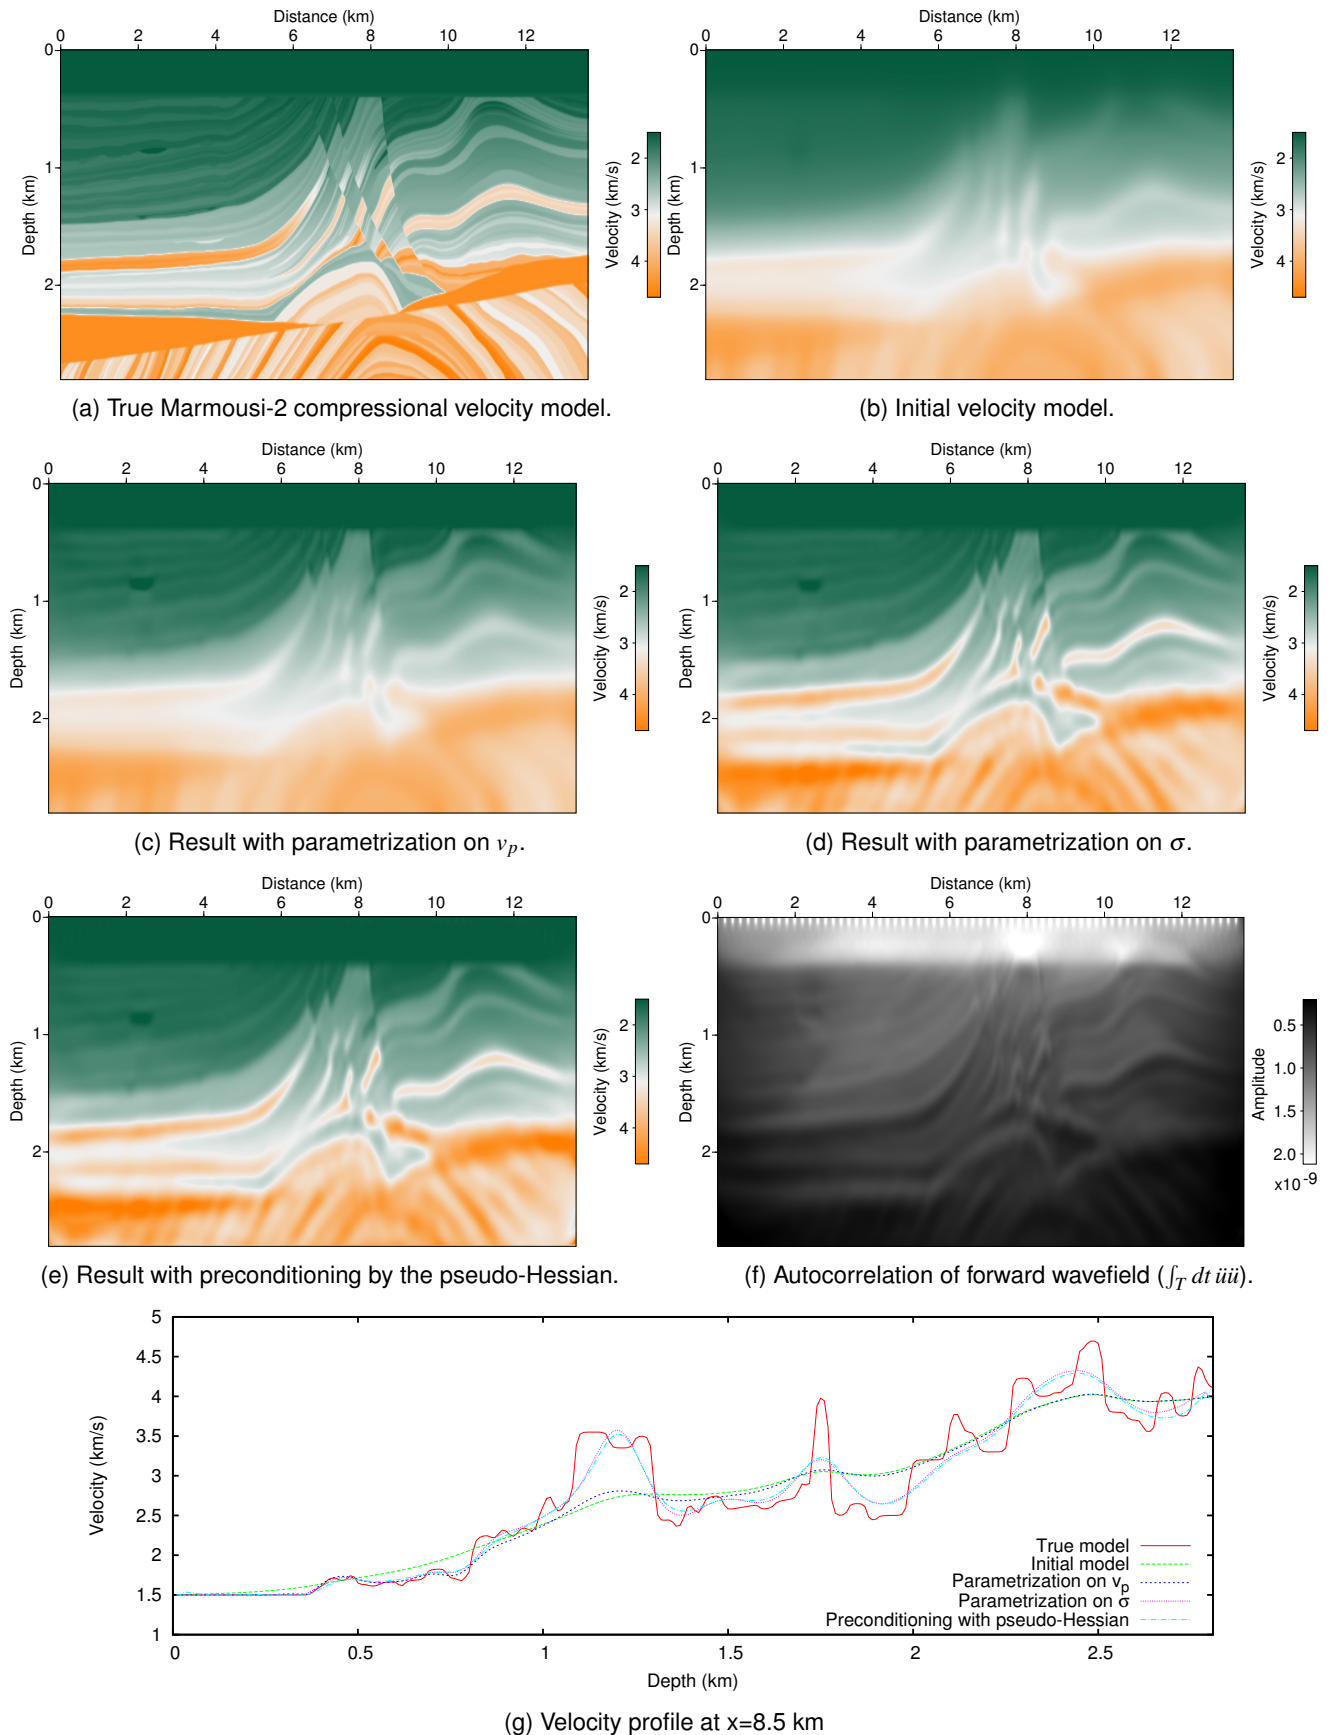 Distance (km)
0 2 4 6 8 10 12
0
1
2
Depth (km)
Velocity (km/s)
2
3
4
(a) True Marmousi-2 compressional velocity model.
Distance (km)
0 2 4 6 8 10 12
0
1
2
Depth (km)
Velocity (km/s)
2
3
4
(b) Initial velocity model.
Distance (km)
0 2 4 6 8 10 12
0
1
2
Depth (km)
Velocity (km/s)
2
3
4
(c) Result with parametrization on v_p.
Distance (km)
0 2 4 6 8 10 12
0
1
2
Depth (km)
Velocity (km/s)
2
3
4
(d) Result with parametrization on σ.
Distance (km)
0 2 4 6 8 10 12
0
1
2
Depth (km)
Velocity (km/s)
2
3
4
(e) Result with preconditioning by the pseudo-Hessian.
Distance (km)
0 2 4 6 8 10 12
0
1
2
Depth (km)
Amplitude
0.5
1.0
1.5
2.0
x10^-9
(f) Autocorrelation of forward wavefield (∫_T dt üü).
5
4.5
4
3.5
3
2.5
2
1.5
1
Velocity (km/s)
True model
Initial model
Parametrization on v_p
Parametrization on σ
Preconditioning with pseudo-Hessian
0 0.5 1 1.5 2 2.5
Depth (km)
(g) Velocity profile at x=8.5 km